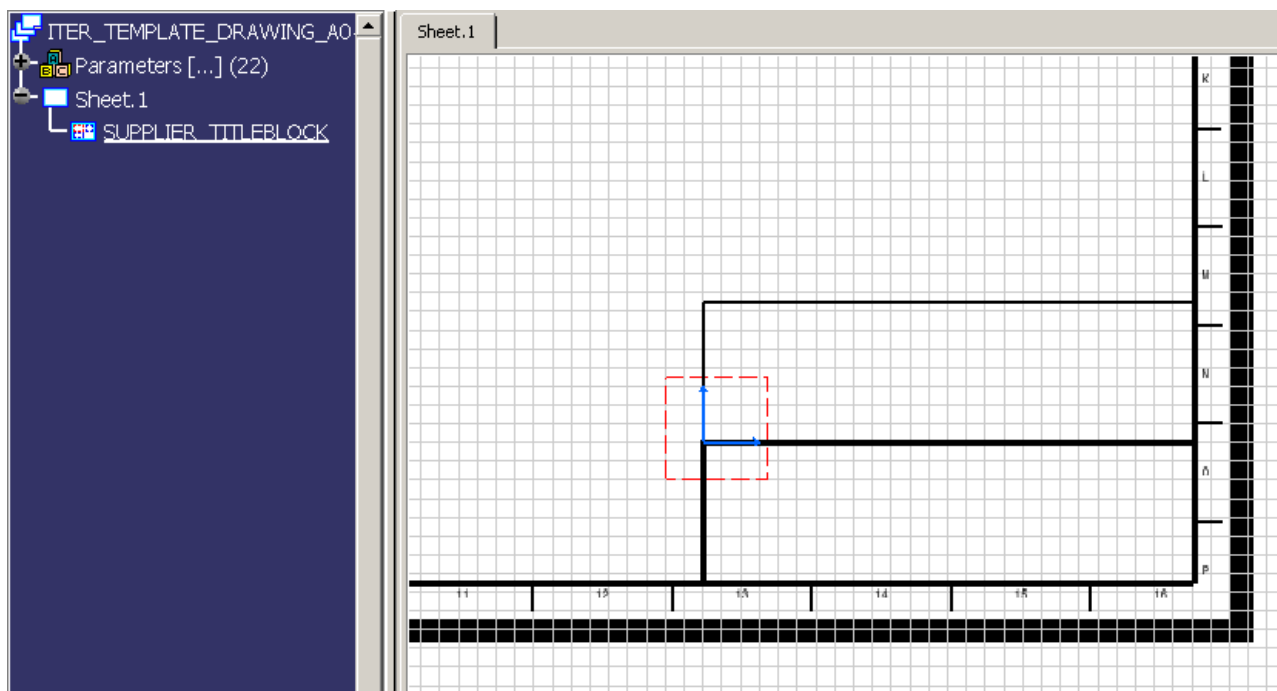 ITER_TEMPLATE_DRAWING_A0-
Parameters [...] (22)
Sheet.1
SUPPLIER_TITLEBLOCK
Sheet.1
K
L
M
N
O
P
11 12 13 14 15 16